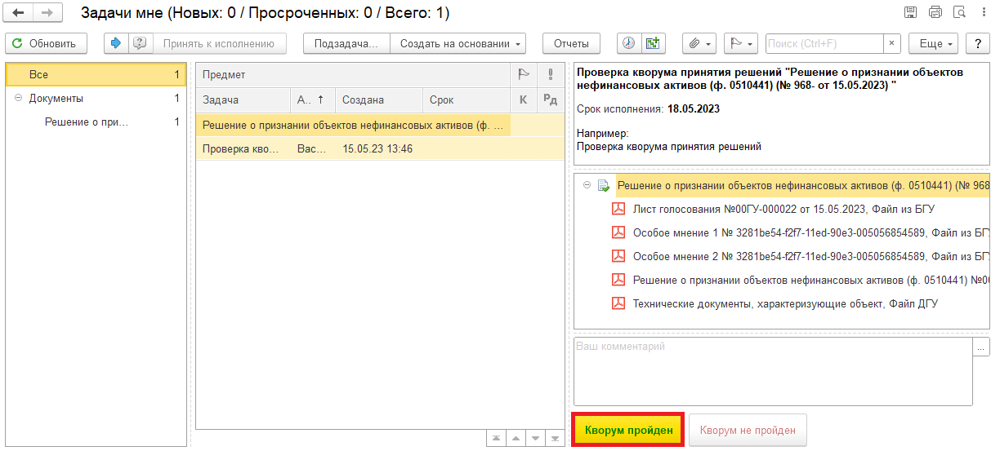 Задачи мне (Новых: 0 / Просроченных: 0 / Всего: 1)
Обновить
Принять к исполнению
Подзадача...
Создать на основании
Отчеты
Поиск (Ctrl+F)
×
Еще
?
Все 1
Документы 1
Решение о при... 1
Предмет
Задача А.. ↑ Создана Срок К Рд
Решение о признании объектов нефинансовых активов (ф. ...
Проверка кво... Вас... 15.05.23 13:46
Проверка кворума принятия решений "Решение о признании объектов
нефинансовых активов (ф. 0510441) (№ 968- от 15.05.2023) "
Срок исполнения: 18.05.2023
Например:
Проверка кворума принятия решений
Решение о признании объектов нефинансовых активов (ф. 0510441) (№ 968
Лист голосования №00ГУ-000022 от 15.05.2023, Файл из БГУ
Особое мнение 1 № 3281be54-f2f7-11ed-90e3-005056854589, Файл из БГУ
Особое мнение 2 № 3281be54-f2f7-11ed-90e3-005056854589, Файл из БГУ
Решение о признании объектов нефинансовых активов (ф. 0510441) №00
Технические документы, характеризующие объект, Файл ДГУ
Ваш комментарий
...
Кворум пройден
Кворум не пройден